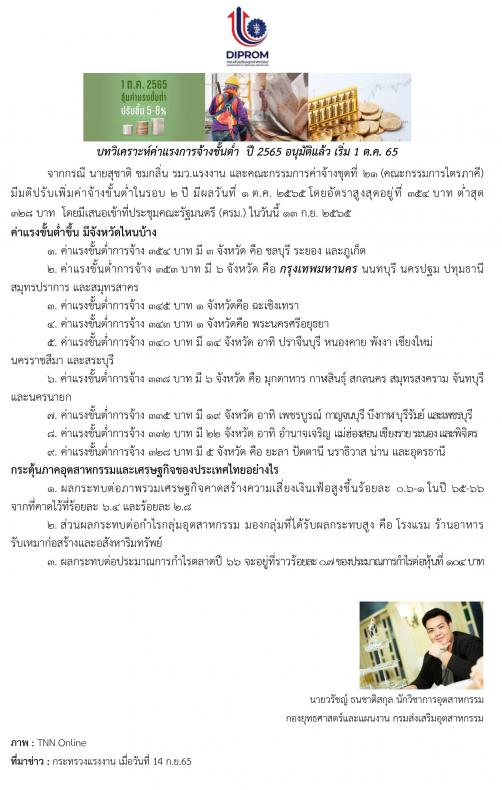 DIPROM
กรมส่งเสริมอุตสาหกรรม
1 ต.ค. 2565
ลุ้นค่าแรงขั้นต่ำ
ปรับขึ้น 5-8%
บทวิเคราะห์ค่าแรงการจ้างขั้นต่ำ ปี 2565 อนุมัติแล้ว เริ่ม 1 ต.ค. 65
จากกรณี นายสุชาติ ชมกลิ่น รมว.แรงงาน และคณะกรรมการค่าจ้างชุดที่ ๒๑ (คณะกรรมการไตรภาคี)
มีมติปรับเพิ่มค่าจ้างขั้นต่ำในรอบ ๒ ปี มีผลวันที่ ๑ ต.ค. ๒๕๖๕ โดยอัตราสูงสุดอยู่ที่ ๓๕๔ บาท ต่ำสุด
๓๒๘ บาท โดยมีเสนอเข้าที่ประชุมคณะรัฐมนตรี (ครม.) ในวันนี้ ๑๓ ก.ย. ๒๕๖๕
ค่าแรงขั้นต่ำขึ้น มีจังหวัดไหนบ้าง
๑. ค่าแรงขั้นต่ำการจ้าง ๓๕๔ บาท มี ๓ จังหวัด คือ ชลบุรี ระยอง และภูเก็ต
๒. ค่าแรงขั้นต่ำการจ้าง ๓๕๓ บาท มี ๖ จังหวัด คือ กรุงเทพมหานคร นนทบุรี นครปฐม ปทุมธานี
สมุทรปราการ และสมุทรสาคร
๓. ค่าแรงขั้นต่ำการจ้าง ๓๔๕ บาท ๑ จังหวัดคือ ฉะเชิงเทรา
๔. ค่าแรงขั้นต่ำการจ้าง ๓๔๓ บาท ๑ จังหวัดคือ พระนครศรีอยุธยา
๕. ค่าแรงขั้นต่ำการจ้าง ๓๔๐ บาท มี ๑๔ จังหวัด อาทิ ปราจีนบุรี หนองคาย พังงา เชียงใหม่
นครราชสีมา และสระบุรี
๖. ค่าแรงขั้นต่ำการจ้าง ๓๓๘ บาท มี ๖ จังหวัด คือ มุกดาหาร กาฬสินธุ์ สกลนคร สมุทรสงคราม จันทบุรี
และนครนายก
๗. ค่าแรงขั้นต่ำการจ้าง ๓๓๕ บาท มี ๑๙ จังหวัด อาทิ เพชรบูรณ์ กาญจนบุรี บึงกาฬ บุรีรัมย์ และเพชรบุรี
๘. ค่าแรงขั้นต่ำการจ้าง ๓๓๒ บาท มี ๒๒ จังหวัด อาทิ อำนาจเจริญ แม่ฮ่องสอน เชียงราย ระนอง และพิจิตร
๙. ค่าแรงขั้นต่ำการจ้าง ๓๒๘ บาท มี ๕ จังหวัด คือ ยะลา ปัตตานี นราธิวาส น่าน และอุดรธานี
กระตุ้นภาคอุตสาหกรรมและเศรษฐกิจของประเทศไทยอย่างไร
๑. ผลกระทบต่อภาพรวมเศรษฐกิจคาดสร้างความเสี่ยงเงินเฟ้อสูงขึ้นร้อยละ ๐.๖-๑ ในปี ๖๕-๖๖
จากที่คาดไว้ที่ร้อยละ ๖.๔ และร้อยละ ๒.๘
๒. ส่วนผลกระทบต่อกำไรกลุ่มอุตสาหกรรม มองกลุ่มที่ได้รับผลกระทบสูง คือ โรงแรม ร้านอาหาร
รับเหมาก่อสร้างและอสังหาริมทรัพย์
๓. ผลกระทบต่อประมาณการกำไรตลาดปี ๖๖ จะอยู่ที่ราวร้อยละ ๐.๗ ของประมาณการกำไรต่อหุ้นที่ ๑๐๔ บาท
นายวรัชญ์ ธนชาติสกุล นักวิชาการอุตสาหกรรม
กองยุทธศาสตร์และแผนงาน กรมส่งเสริมอุตสาหกรรม
ภาพ : TNN Online
ที่มาข่าว : กระทรวงแรงงาน เมื่อวันที่ 14 ก.ย.65